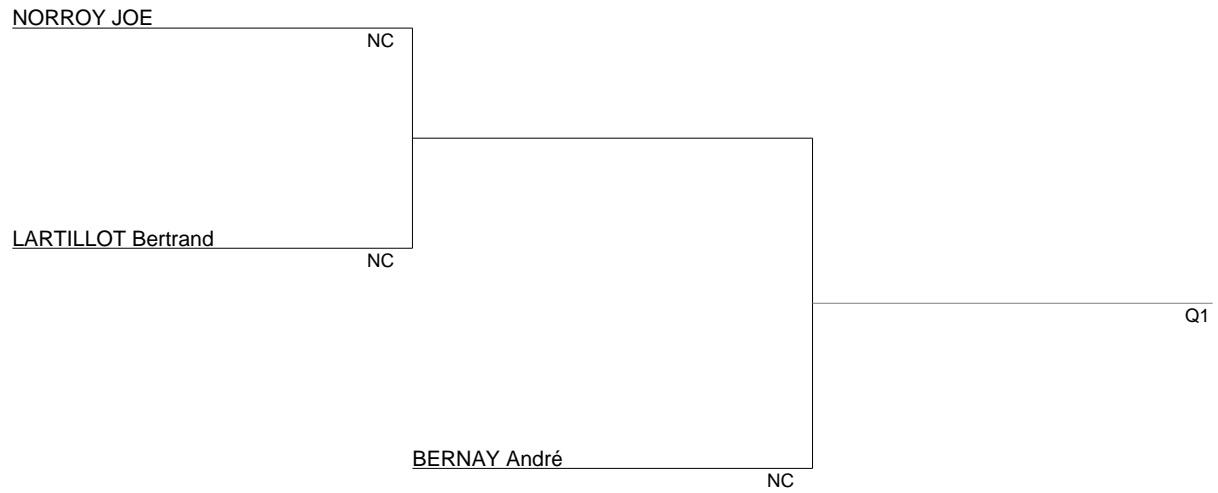 NORROY JOE
NC
LARTILLOT Bertrand
NC
Q1
BERNAY André
NC